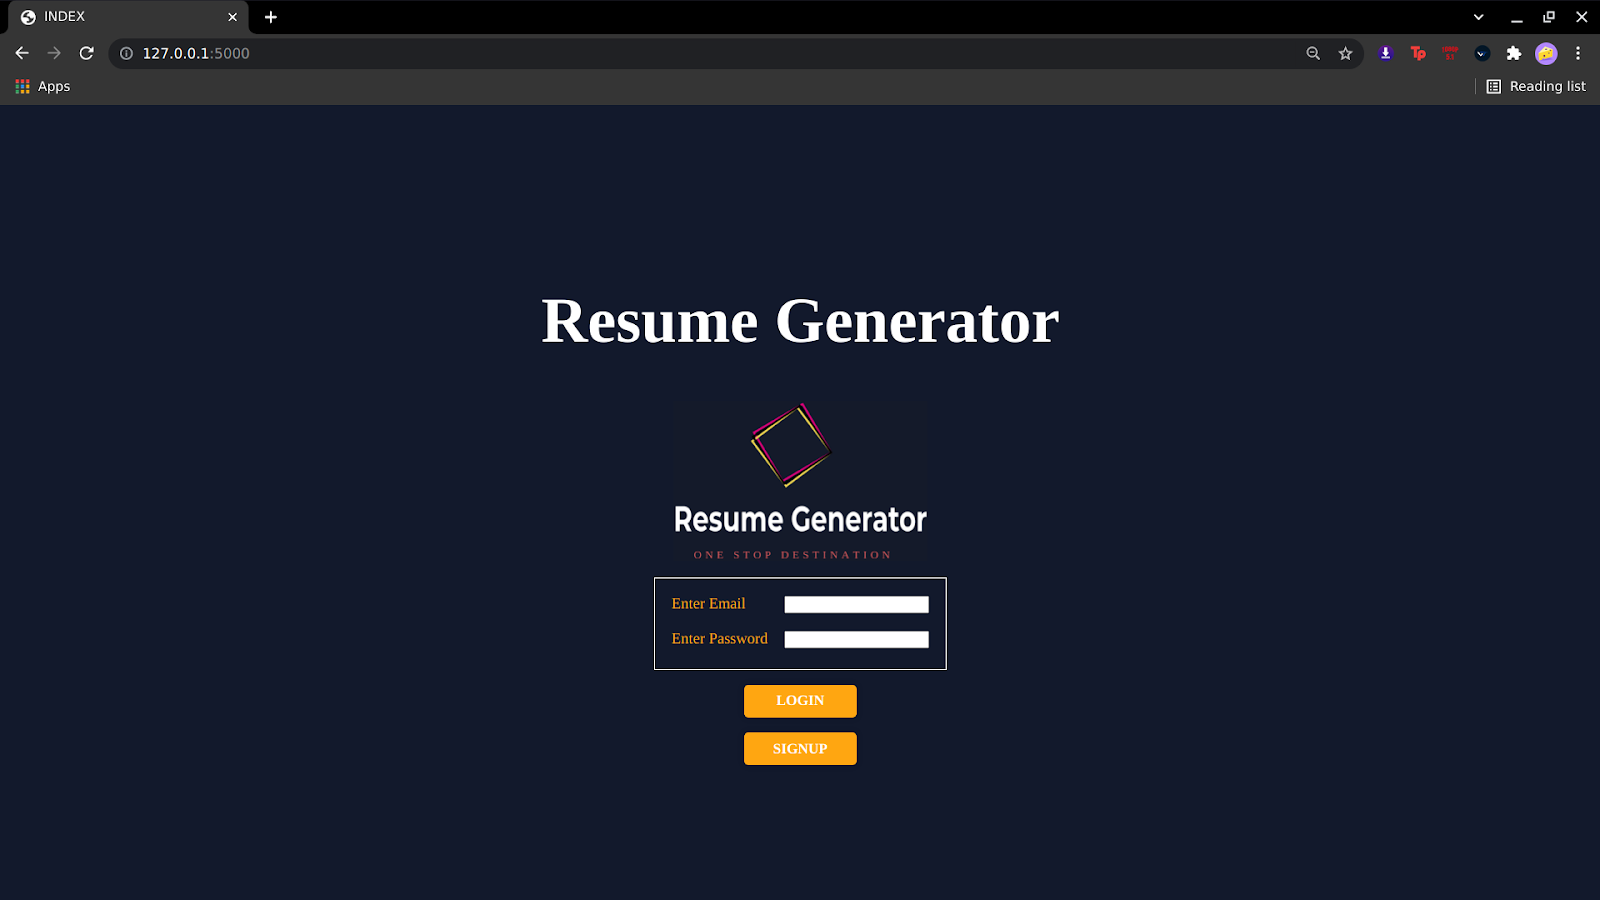 INDEX
127.0.0.1:5000
Tp
Apps
Reading list
Resume Generator
Resume Generator
ONE STOP DESTINATION
Enter Email
Enter Password
LOGIN
SIGNUP